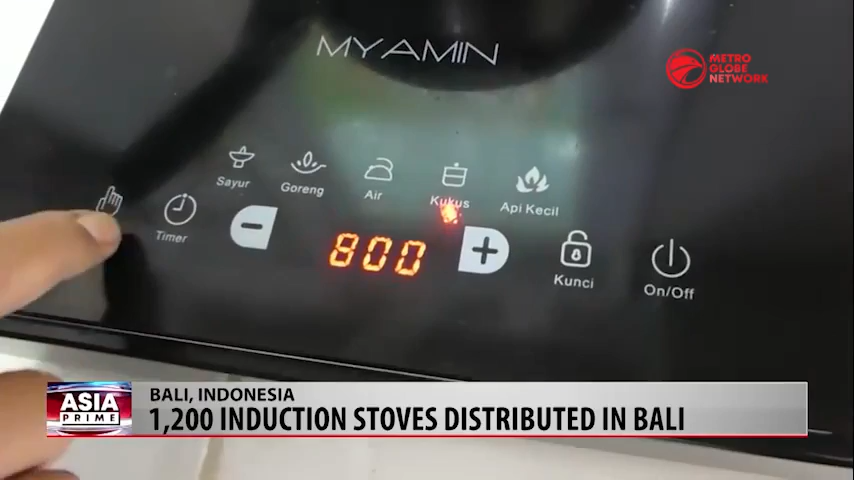 MYAMIN
METRO
GLOBE
NETWORK
Sayur
Goreng
Air
Kukus
Api Kecil
Timer
−
800
+
Kunci
On/Off
ASIA
PRIME
BALI, INDONESIA
1,200 INDUCTION STOVES DISTRIBUTED IN BALI